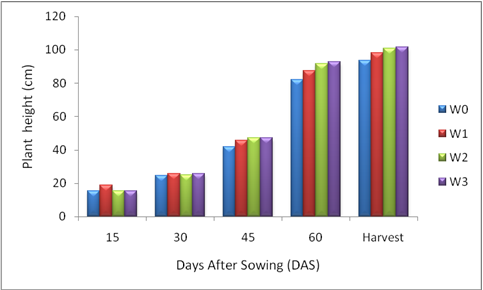 120
100
80
60
40
20
0
Plant height (cm)
15 30 45 60 Harvest
Days After Sowing (DAS)
W0
W1
W2
W3